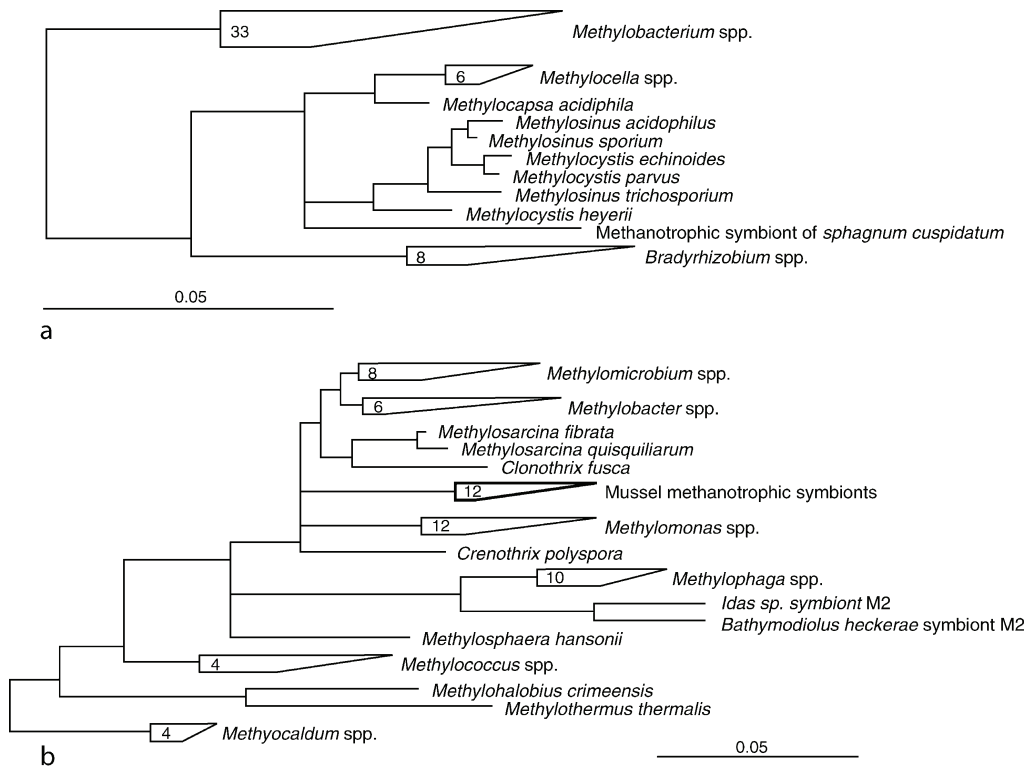 33
Methylobacterium spp.
6
Methylocella spp.
Methylocapsa acidiphila
Methylosinus acidophilus
Methylosinus sporium
Methylocystis echinoides
Methylocystis parvus
Methylosinus trichosporium
Methylocystis heyerii
Methanotrophic symbiont of sphagnum cuspidatum
8
Bradyrhizobium spp.
0.05
a
8
Methylomicrobium spp.
6
Methylobacter spp.
Methylosarcina fibrata
Methylosarcina quisquiliarum
Clonothrix fusca
12
Mussel methanotrophic symbionts
12
Methylomonas spp.
Crenothrix polyspora
10
Methylophaga spp.
Idas sp. symbiont M2
Bathymodiolus heckerae symbiont M2
Methylosphaera hansonii
4
Methylococcus spp.
Methylohalobius crimeensis
Methylothermus thermalis
4
Methyocaldum spp.
0.05
b